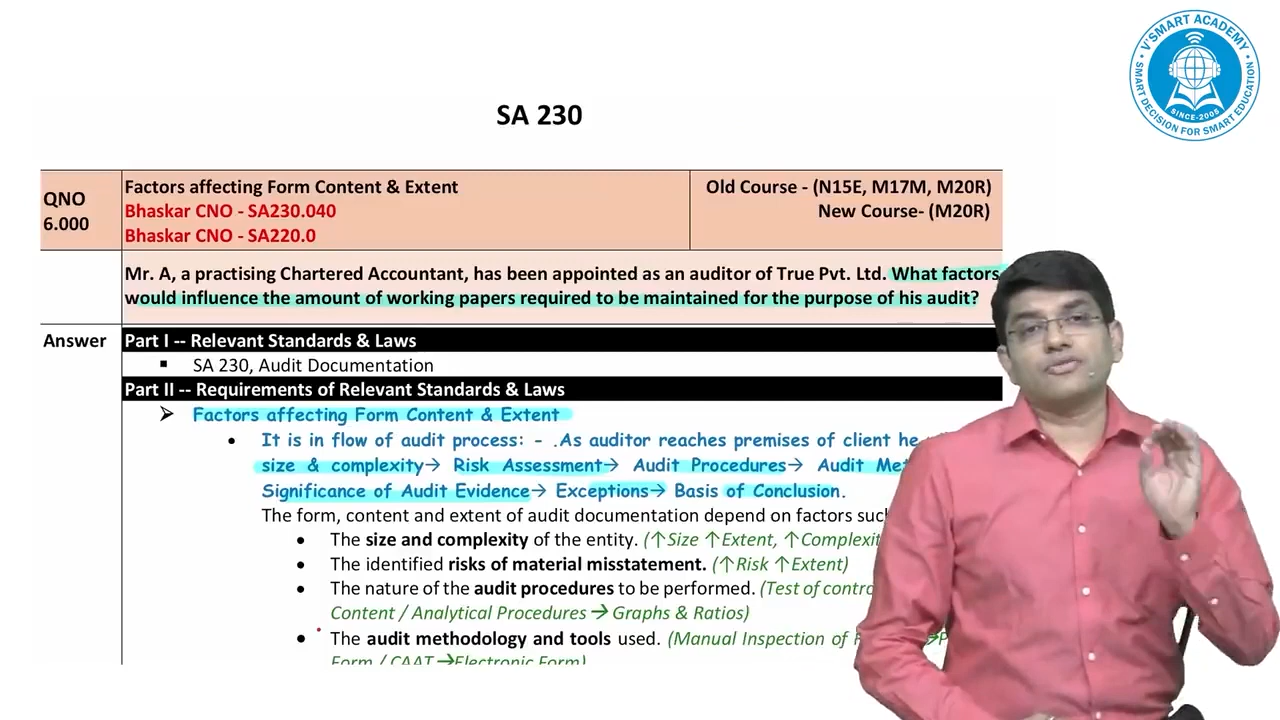 V'SMART ACADEMY
SMART DECISION FOR SMART EDUCATION
SINCE-2005
SA 230
QNO
6.000
Factors affecting Form Content & Extent
Bhaskar CNO - SA230.040
Bhaskar CNO - SA220.0
Old Course - (N15E, M17M, M20R)
New Course- (M20R)
Mr. A, a practising Chartered Accountant, has been appointed as an auditor of True Pvt. Ltd. What factors
would influence the amount of working papers required to be maintained for the purpose of his audit?
Answer
Part I -- Relevant Standards & Laws
▪ SA 230, Audit Documentation
Part II -- Requirements of Relevant Standards & Laws
➢ Factors affecting Form Content & Extent
• It is in flow of audit process: - .As auditor reaches premises of client he
size & complexity→ Risk Assessment→ Audit Procedures→ Audit
Significance of Audit Evidence→ Exceptions→ Basis of Conclusion.
The form, content and extent of audit documentation depend on factors
• The size and complexity of the entity. (↑Size ↑Extent,
• The identified risks of material misstatement. (↑Risk ↑Extent)
• The nature of the audit procedures to be performed. (Test of
Content / Analytical Procedures → Graphs & Ratios)
• The audit methodology and tools used. (Manual Inspection of
Form / CAAT→Electronic Form)